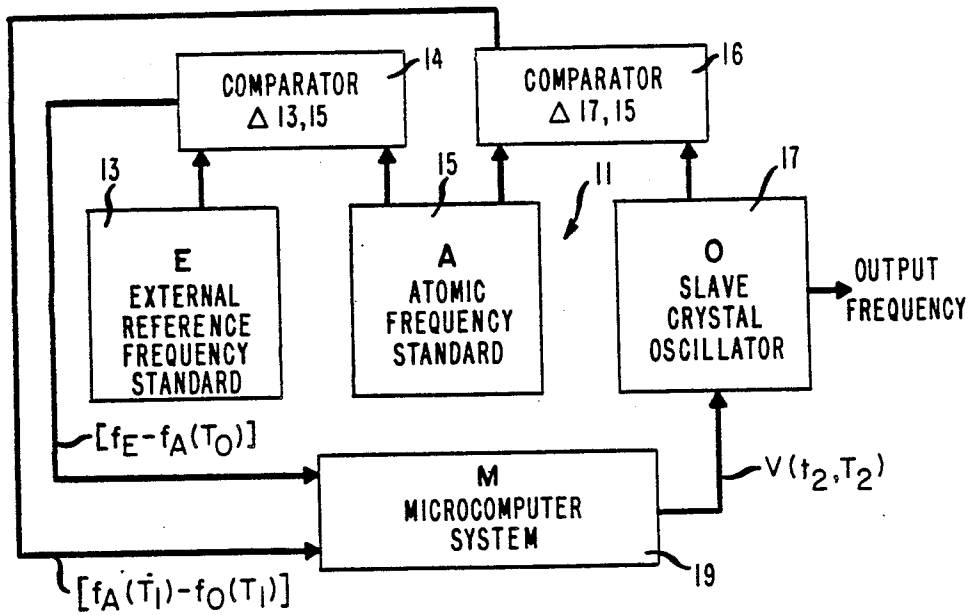 14
COMPARATOR
Δ 13,15
16
COMPARATOR
Δ 17,15
13
15
11
17
E
EXTERNAL
REFERENCE
FREQUENCY
STANDARD
A
ATOMIC
FREQUENCY
STANDARD
O
SLAVE
CRYSTAL
OSCILLATOR
OUTPUT
FREQUENCY
[fE-fA(TO)]
M
MICROCOMPUTER
SYSTEM
19
V(t2,T2)
[fA(T1)-fO(T1)]